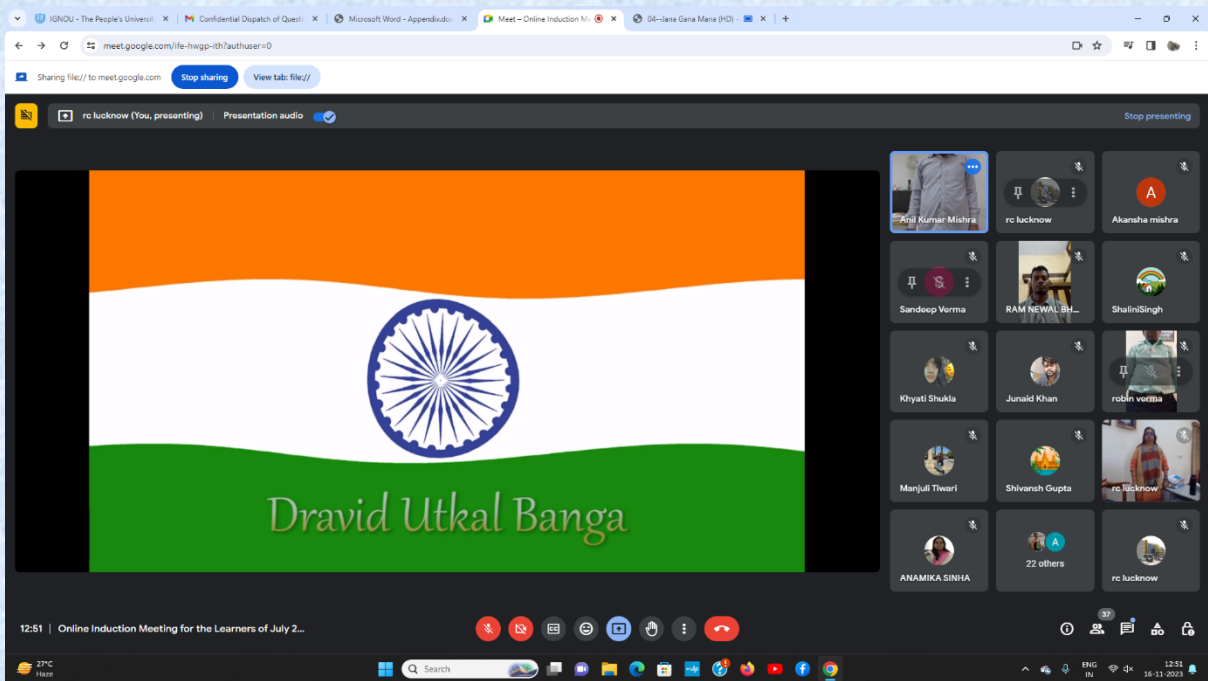 IGNOU - The People's Universit
Confidential Dispatch of Questi
Microsoft Word - Appendix.doc
Meet – Online Induction Me
04--Jana Gana Mana (HD) -
meet.google.com/ife-hwgp-ith?authuser=0
Sharing file:// to meet.google.com Stop sharing View tab: file://
rc lucknow (You, presenting) Presentation audio Stop presenting
Anil Kumar Mishra rc lucknow A Akansha mishra
S Sandeep Verma RAM NEWAL BH... ShaliniSingh
Khyati Shukla Junaid Khan robin verma
Manjuli Tiwari Shivansh Gupta rc lucknow
ANAMIKA SINHA A 22 others rc lucknow
Dravid Utkal Banga
37
12:51 | Online Induction Meeting for the Learners of July 2...
27°C
Haze
Search
ENG
IN
12:51
16-11-2023